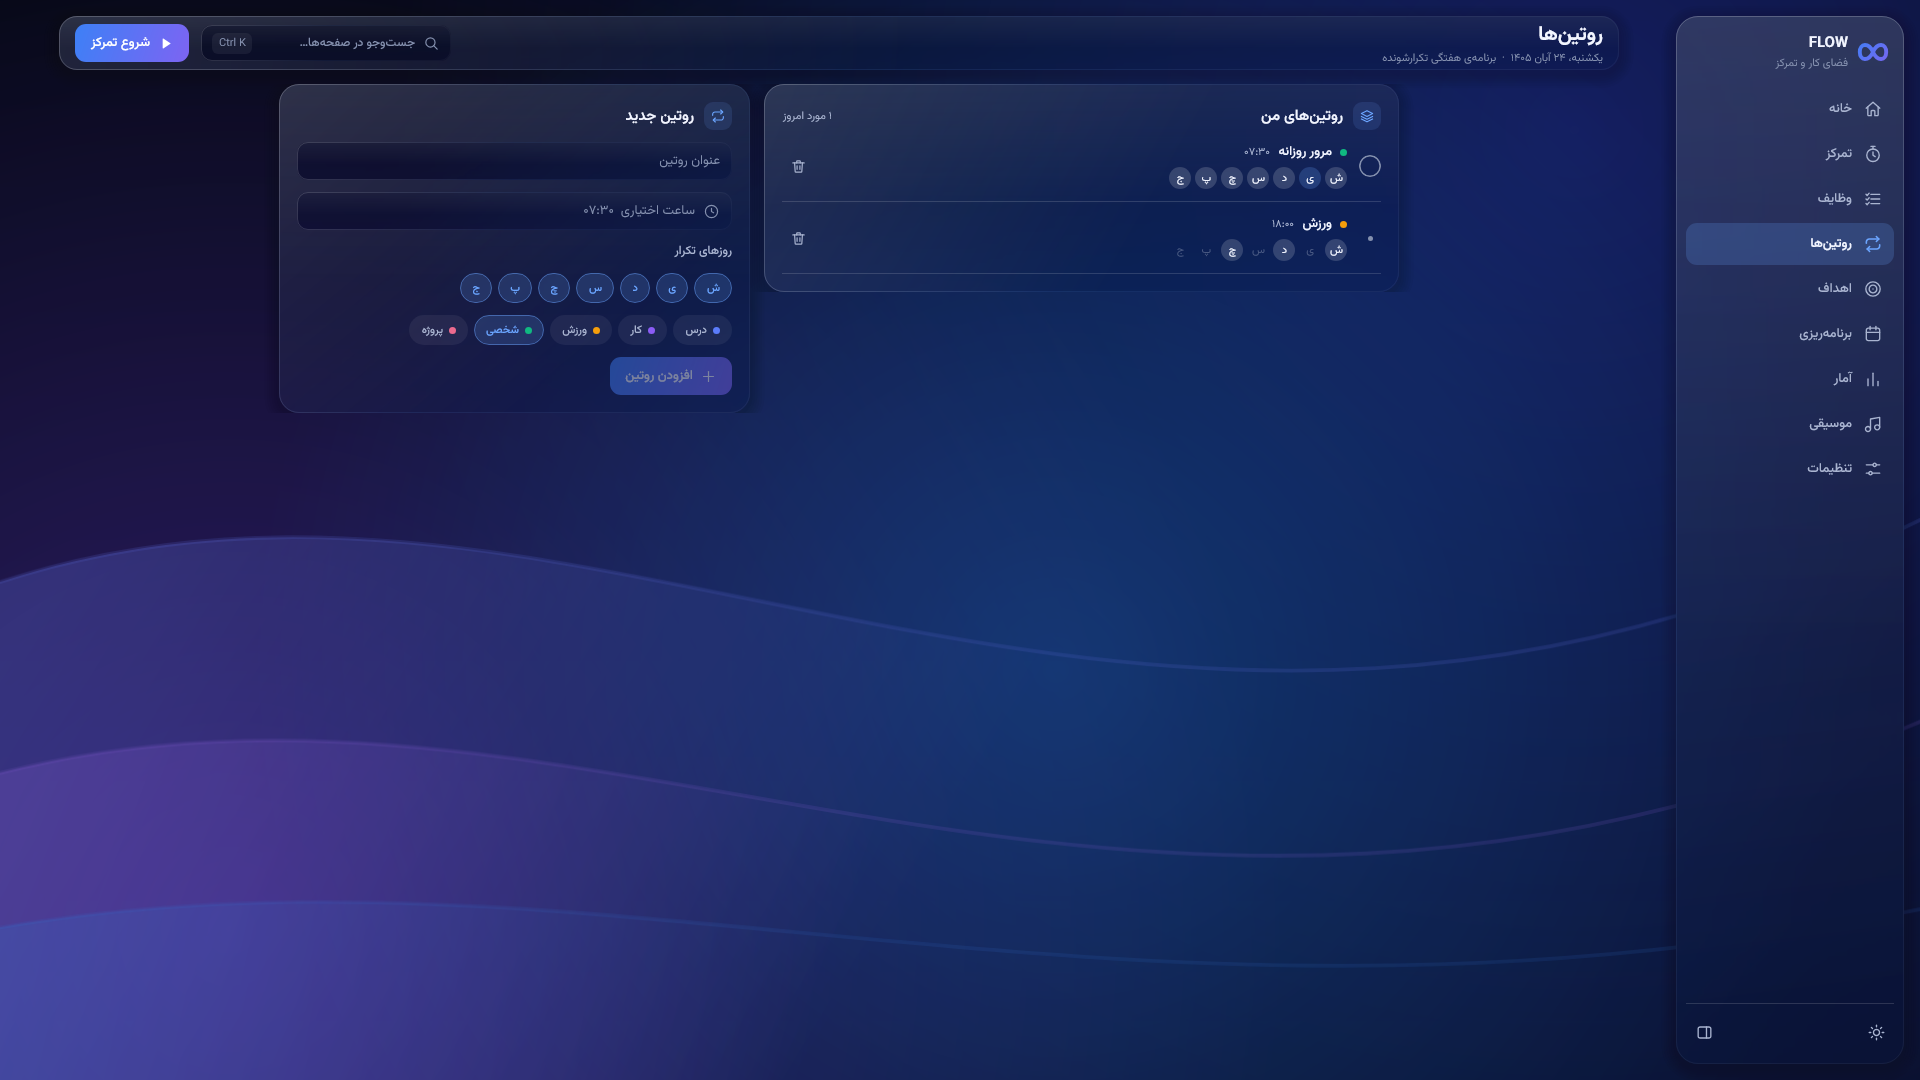 FLOW
فضای کار و تمرکز
خانه
تمرکز
وظایف
روتین‌ها
اهداف
برنامه‌ریزی
آمار
موسیقی
تنظیمات
روتین‌ها
یکشنبه، ۲۴ آبان ۱۴۰۵ · برنامه‌ی هفتگی تکرارشونده
جست‌وجو در صفحه‌ها... Ctrl K
شروع تمرکز
روتین‌های من
۱ مورد امروز
مرور روزانه ۰۷:۳۰
ش ی د س چ پ ج
ورزش ۱۸:۰۰
ش ی د س چ پ ج
روتین جدید
عنوان روتین
ساعت اختیاری ۰۷:۳۰
روزهای تکرار
ش ی د س چ پ ج
درس کار ورزش شخصی پروژه
افزودن روتین